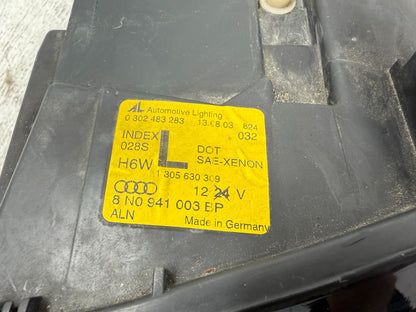 AL Automotive Lighting
0 302 483 283 13.08.03 824
INDEX L 032
028S DOT
H6W SAE-XENON
1 305 630 309
12 24 V
8 N0 941 003 BP
ALN Made in Germany